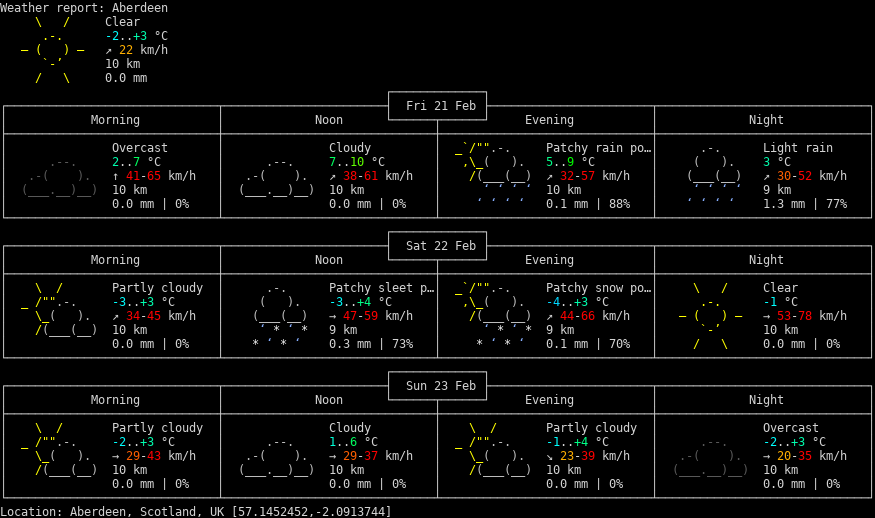 Weather report: Aberdeen
Clear
-2..+3 °C
↗ 22 km/h
10 km
0.0 mm
Fri 21 Feb
Morning Noon Evening Night
Overcast Cloudy Patchy rain po… Light rain
2..7 °C 7..10 °C 5..9 °C 3 °C
↑ 41-65 km/h ↗ 38-61 km/h ↗ 32-57 km/h ↗ 30-52 km/h
10 km 10 km 10 km 9 km
0.0 mm | 0% 0.0 mm | 0% 0.1 mm | 88% 1.3 mm | 77%
Sat 22 Feb
Morning Noon Evening Night
Partly cloudy Patchy sleet p… Patchy snow po… Clear
-3..+3 °C -3..+4 °C -4..+3 °C -1 °C
↗ 34-45 km/h → 47-59 km/h ↗ 44-66 km/h → 53-78 km/h
10 km 9 km 9 km 10 km
0.0 mm | 0% 0.3 mm | 73% 0.1 mm | 70% 0.0 mm | 0%
Sun 23 Feb
Morning Noon Evening Night
Partly cloudy Cloudy Partly cloudy Overcast
-2..+3 °C 1..6 °C -1..+4 °C -2..+3 °C
→ 29-43 km/h → 29-37 km/h ↘ 23-39 km/h → 20-35 km/h
10 km 10 km 10 km 10 km
0.0 mm | 0% 0.0 mm | 0% 0.0 mm | 0% 0.0 mm | 0%
Location: Aberdeen, Scotland, UK [57.1452452,-2.0913744]